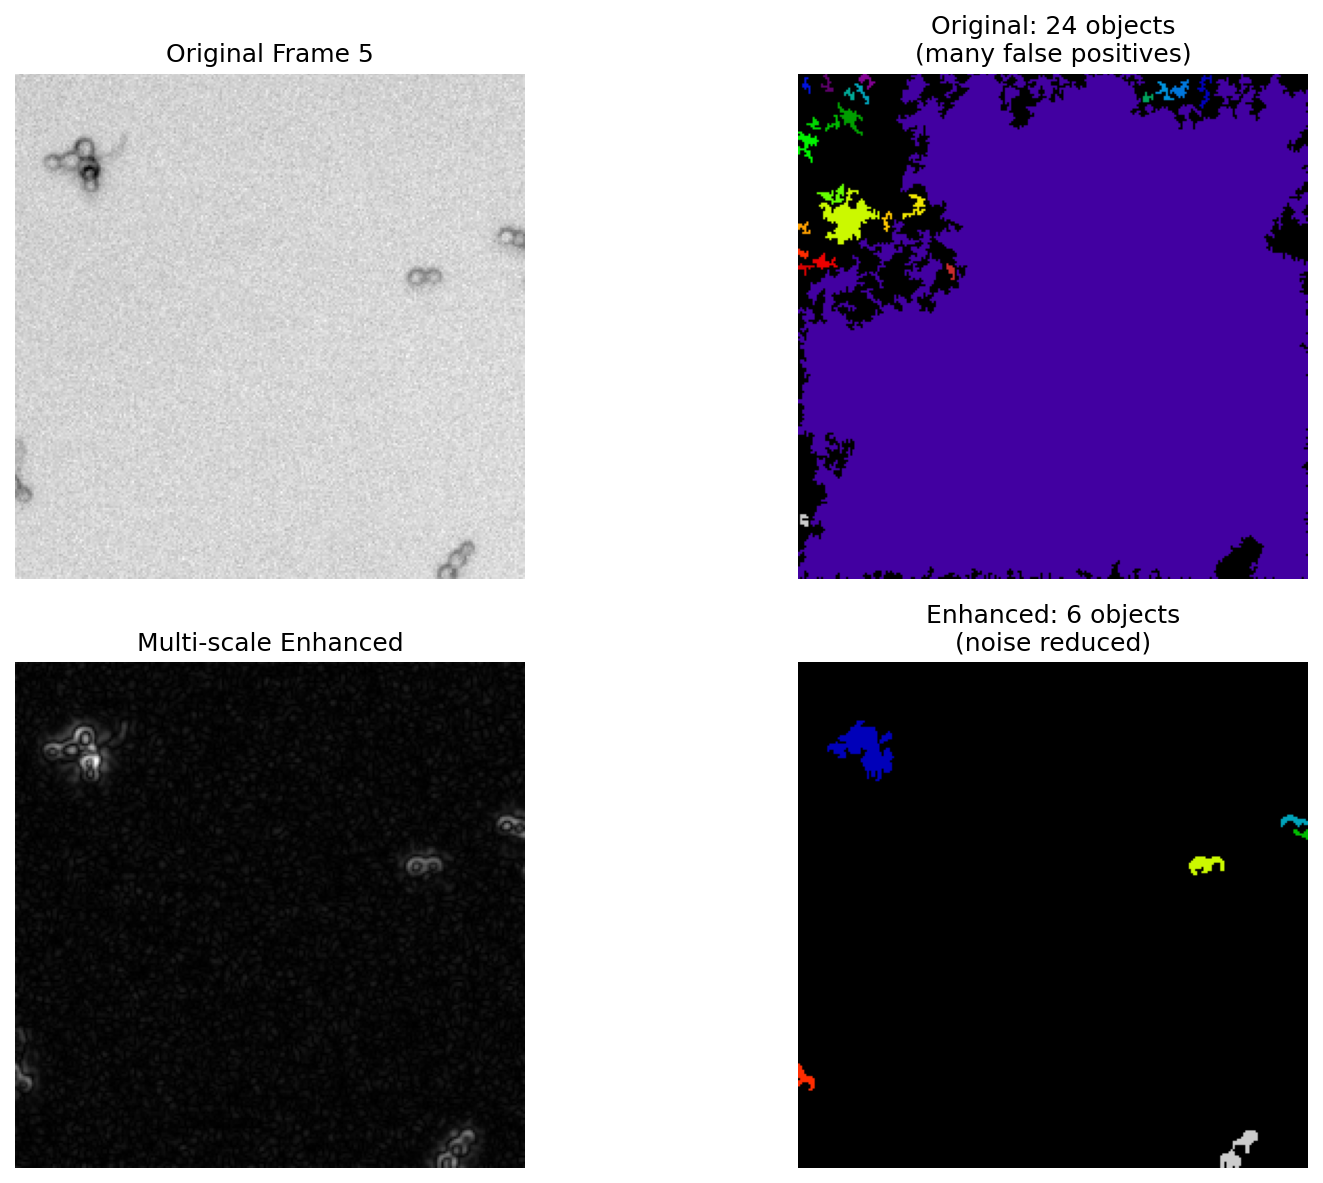 Original Frame 5
Original: 24 objects
(many false positives)
Multi-scale Enhanced
Enhanced: 6 objects
(noise reduced)